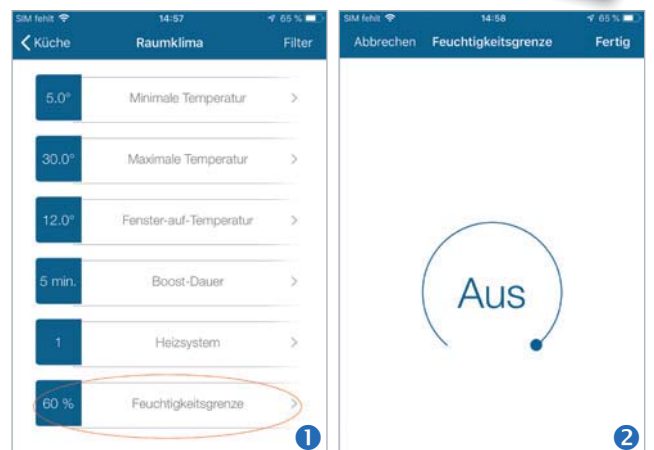 SIM fehlt 14:57 65 %
Küche Raumklima Filter
5.0° Minimale Temperatur
30.0° Maximale Temperatur
12.0° Fenster-auf-Temperatur
5 min. Boost-Dauer
1 Heizsystem
60 % Feuchtigkeitsgrenze
1
SIM fehlt 14:58 65 %
Abbrechen Feuchtigkeitsgrenze Fertig
Aus
2